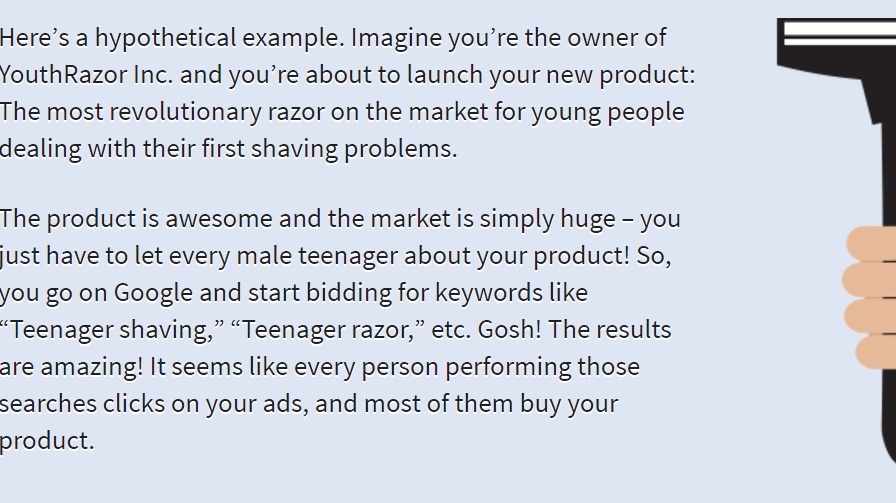 Here’s a hypothetical example. Imagine you’re the owner of
YouthRazor Inc. and you’re about to launch your new product:
The most revolutionary razor on the market for young people
dealing with their first shaving problems.
The product is awesome and the market is simply huge – you
just have to let every male teenager about your product! So,
you go on Google and start bidding for keywords like
“Teenager shaving,” “Teenager razor,” etc. Gosh! The results
are amazing! It seems like every person performing those
searches clicks on your ads, and most of them buy your
product.